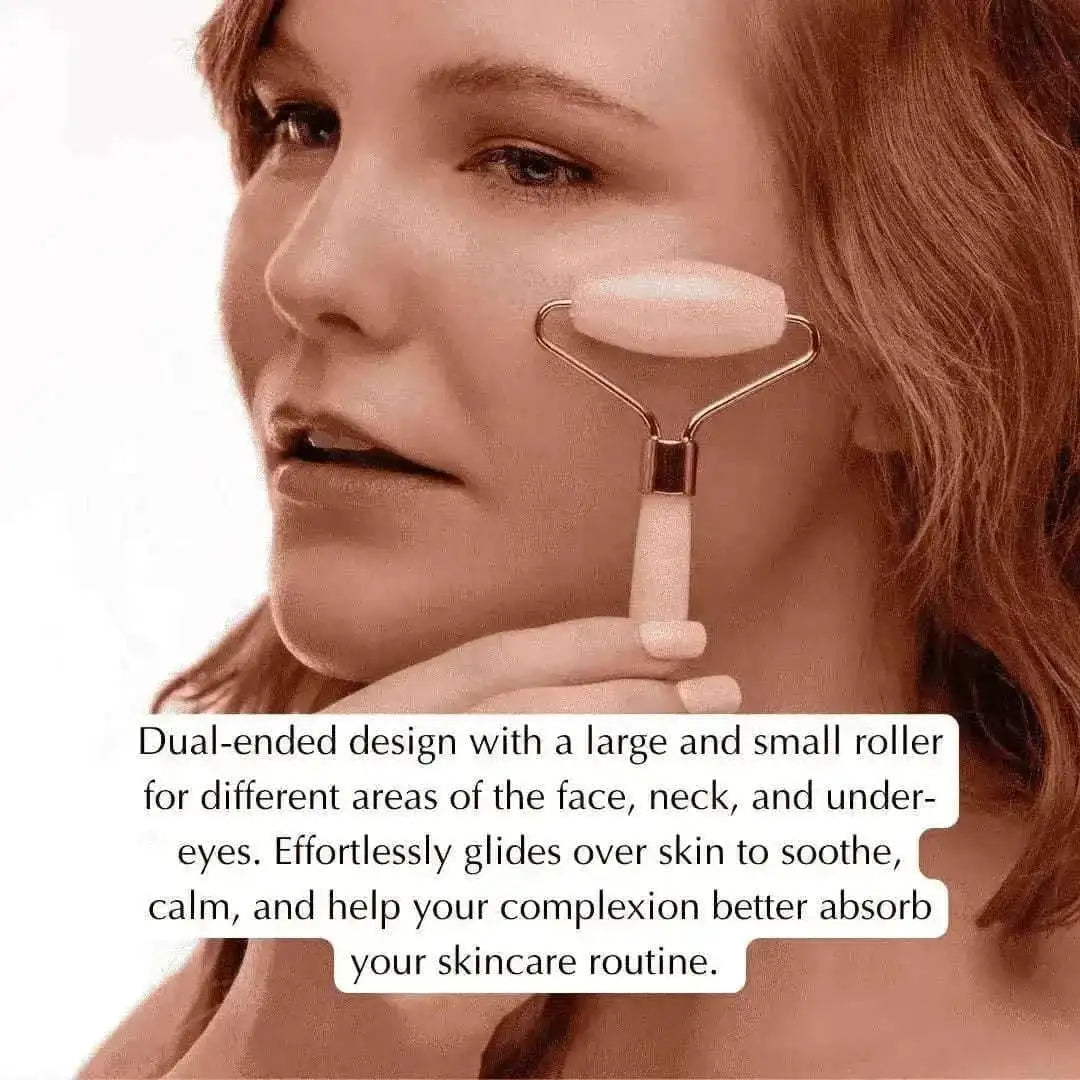 Dual-ended design with a large and small roller
for different areas of the face, neck, and under-
eyes. Effortlessly glides over skin to soothe,
calm, and help your complexion better absorb
your skincare routine.